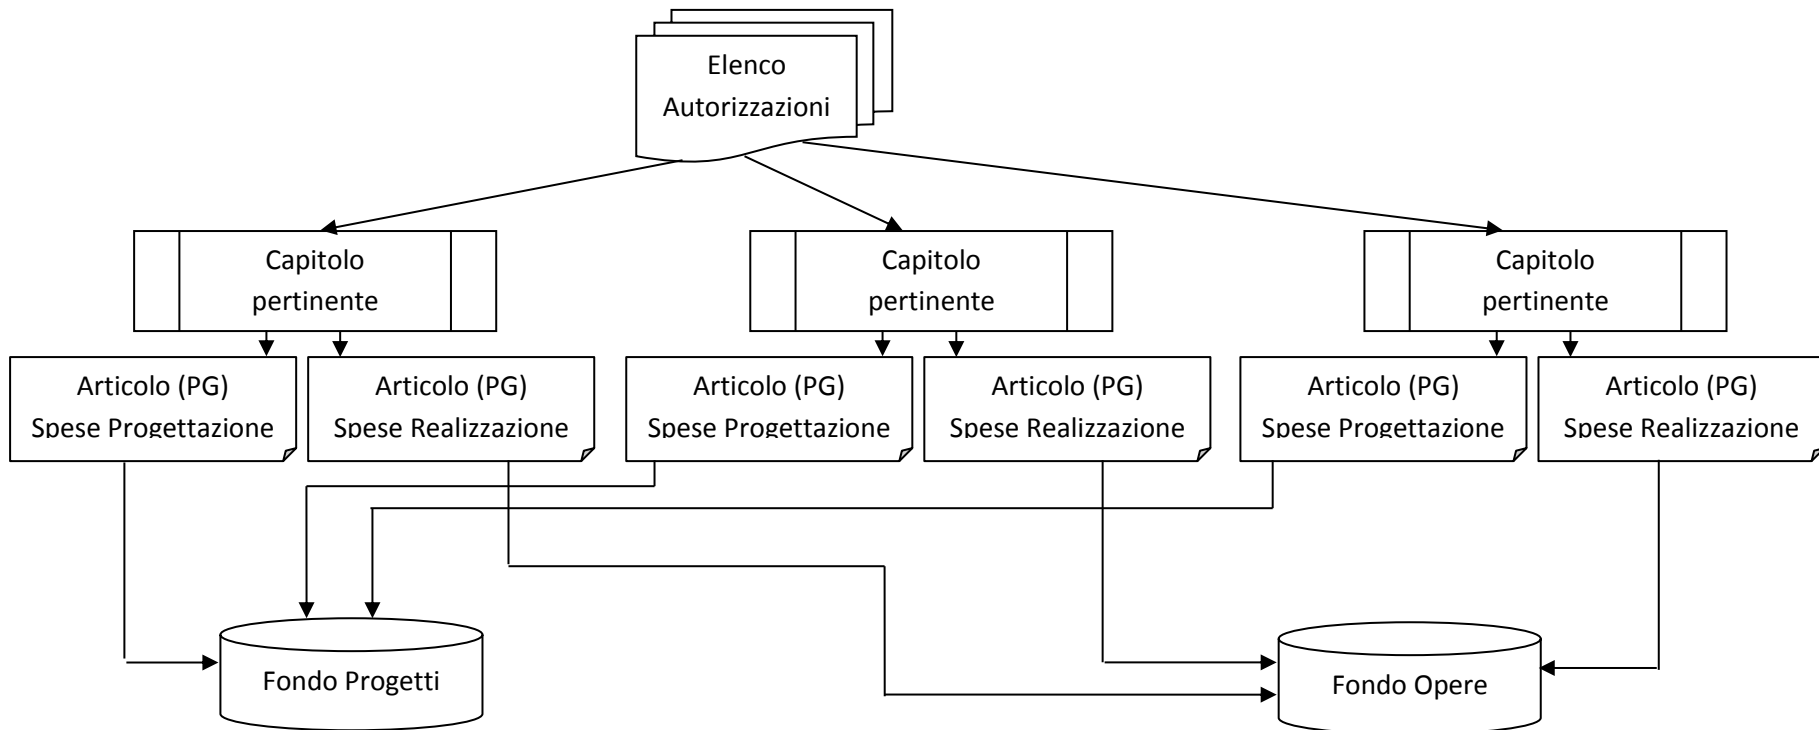 Elenco
Autorizzazioni
Capitolo
pertinente
Capitolo
pertinente
Capitolo
pertinente
Articolo (PG)
Spese Progettazione
Articolo (PG)
Spese Realizzazione
Articolo (PG)
Spese Progettazione
Articolo (PG)
Spese Realizzazione
Articolo (PG)
Spese Progettazione
Articolo (PG)
Spese Realizzazione
Fondo Progetti
Fondo Opere